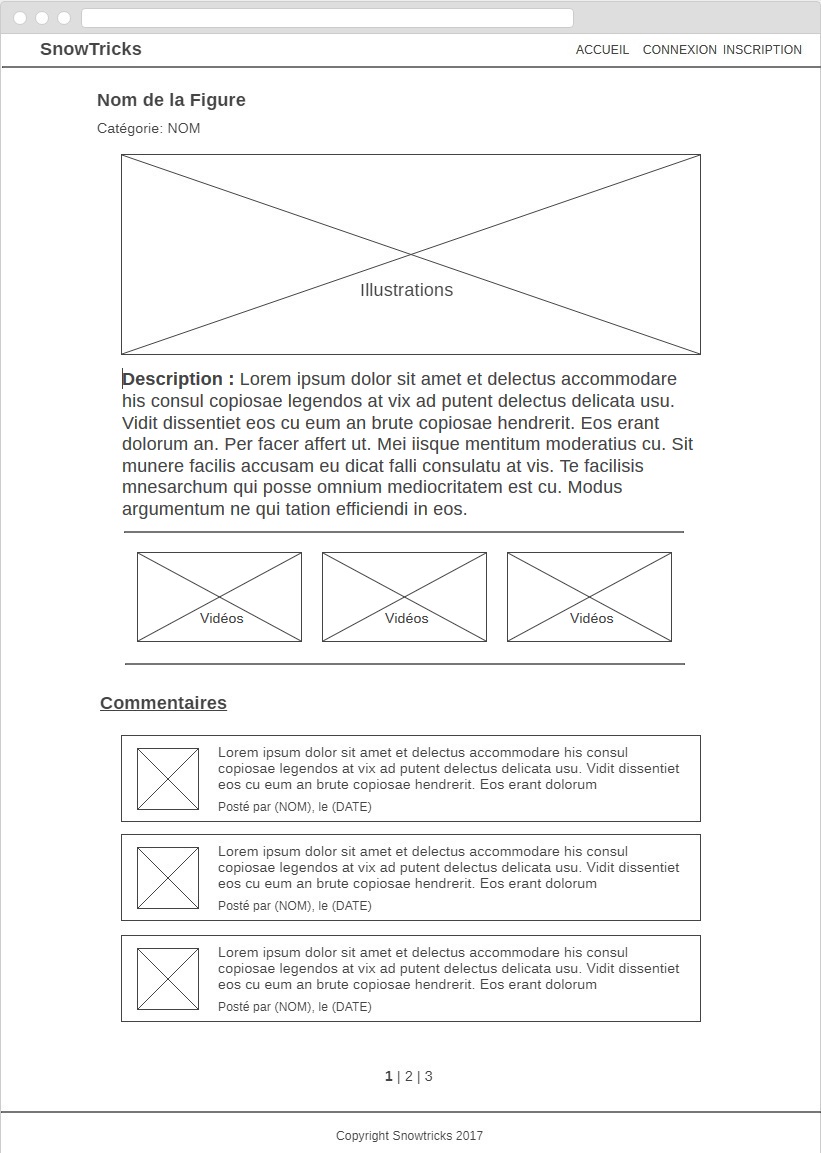 SnowTricks
ACCUEIL CONNEXION INSCRIPTION
Nom de la Figure
Catégorie: NOM
Illustrations
Description : Lorem ipsum dolor sit amet et delectus accommodare
his consul copiosae legendos at vix ad putent delectus delicata usu.
Vidit dissentiet eos cu eum an brute copiosae hendrerit. Eos erant
dolorum an. Per facer affert ut. Mei iisque mentitum moderatius cu. Sit
munere facilis accusam eu dicat falli consulatu at vis. Te facilisis
mnesarchum qui posse omnium mediocritatem est cu. Modus
argumentum ne qui tation efficiendi in eos.
Vidéos Vidéos Vidéos
Commentaires
Lorem ipsum dolor sit amet et delectus accommodare his consul
copiosae legendos at vix ad putent delectus delicata usu. Vidit dissentiet
eos cu eum an brute copiosae hendrerit. Eos erant dolorum
Posté par (NOM), le (DATE)
Lorem ipsum dolor sit amet et delectus accommodare his consul
copiosae legendos at vix ad putent delectus delicata usu. Vidit dissentiet
eos cu eum an brute copiosae hendrerit. Eos erant dolorum
Posté par (NOM), le (DATE)
Lorem ipsum dolor sit amet et delectus accommodare his consul
copiosae legendos at vix ad putent delectus delicata usu. Vidit dissentiet
eos cu eum an brute copiosae hendrerit. Eos erant dolorum
Posté par (NOM), le (DATE)
1 | 2 | 3
Copyright Snowtricks 2017